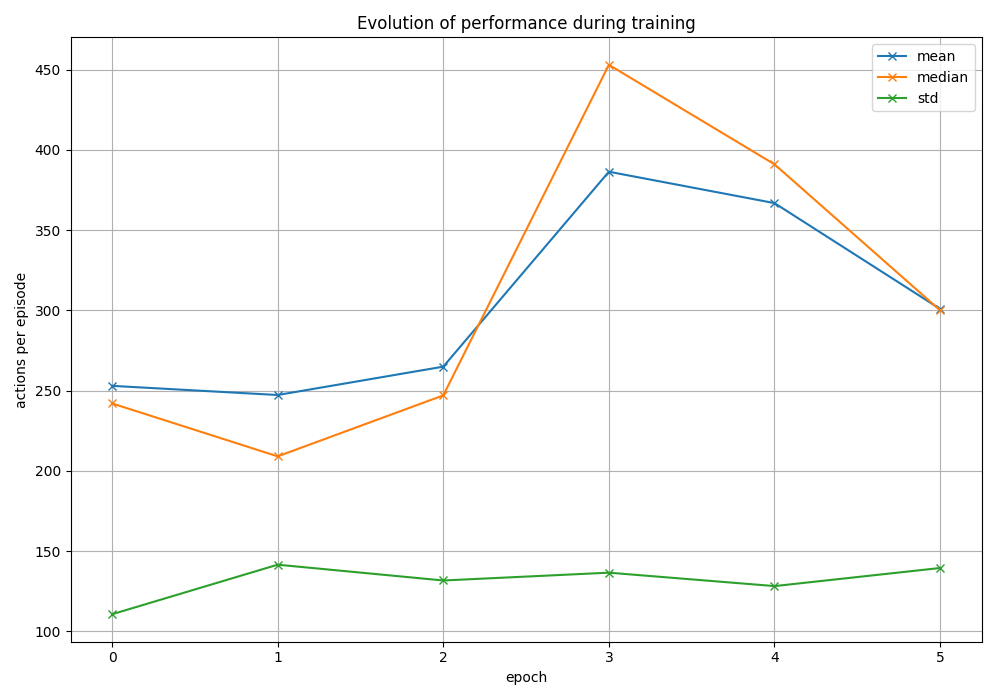 Evolution of performance during training
mean
median
std
450
400
350
300
250
200
150
100
actions per episode
0 1 2 3 4 5
epoch